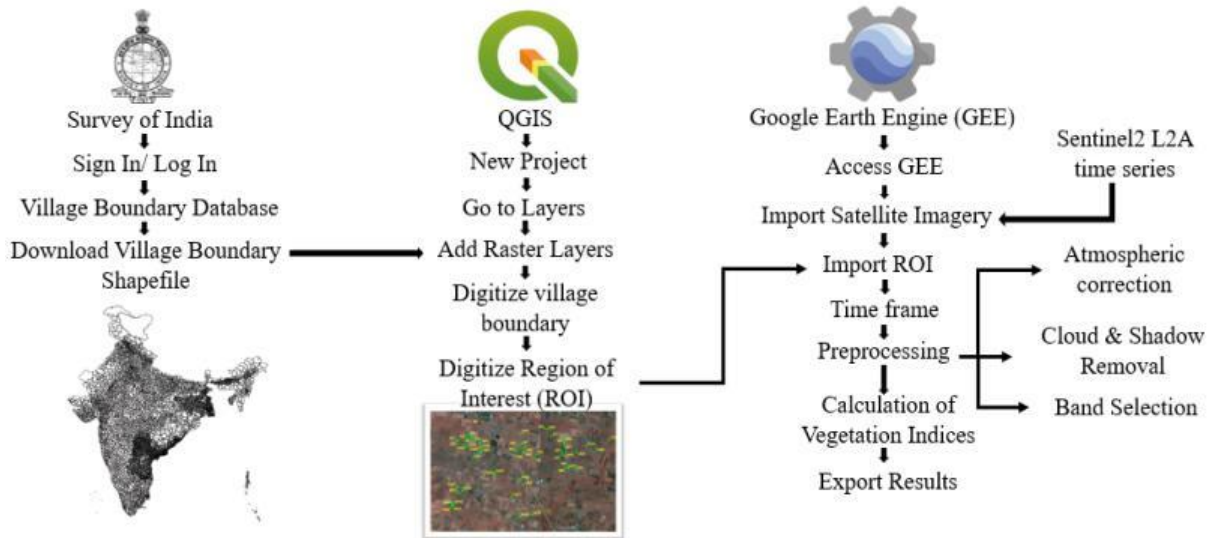 Survey of India
Sign In/ Log In
Village Boundary Database
Download Village Boundary
Shapefile
QGIS
New Project
Go to Layers
Add Raster Layers
Digitize village
boundary
Digitize Region of
Interest (ROI)
Google Earth Engine (GEE)
Access GEE
Import Satellite Imagery
Import ROI
Time frame
Preprocessing
Calculation of
Vegetation Indices
Export Results
Sentinel2 L2A
time series
Atmospheric
correction
Cloud & Shadow
Removal
Band Selection